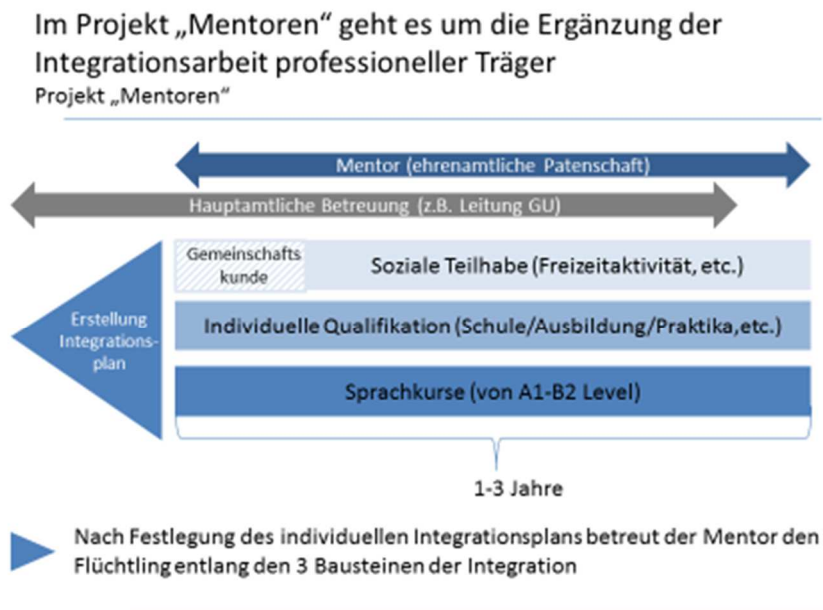 Im Projekt „Mentoren“ geht es um die Ergänzung der
Integrationsarbeit professioneller Träger
Projekt „Mentoren“
Mentor (ehrenamtliche Patenschaft)
Hauptamtliche Betreuung (z.B. Leitung GU)
Gemeinschafts
kunde
Soziale Teilhabe (Freizeitaktivität, etc.)
Erstellung
Integrations-
plan
Individuelle Qualifikation (Schule/Ausbildung/Praktika,etc.)
Sprachkurse (von A1-B2 Level)
1-3 Jahre
Nach Festlegung des individuellen Integrationsplans betreut der Mentor den
Flüchtling entlang den 3 Bausteinen der Integration